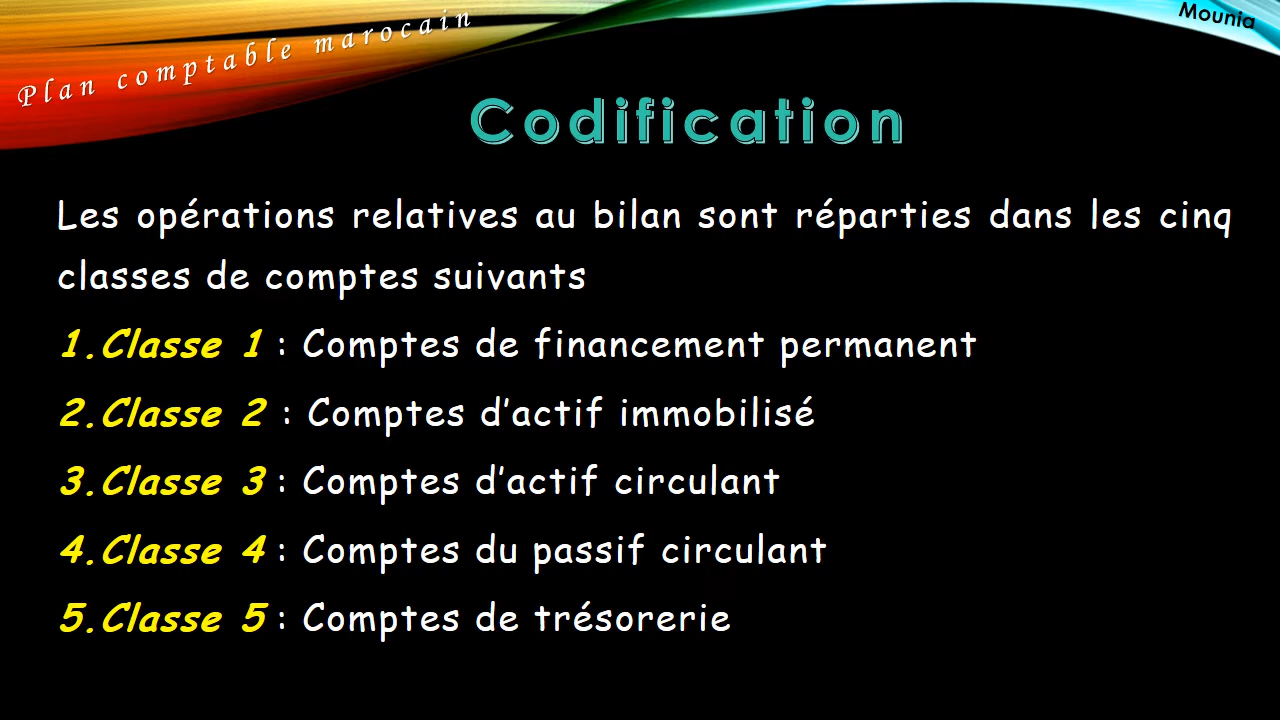 Plan comptable marocain
Mounia
Codification
Les opérations relatives au bilan sont réparties dans les cinq
classes de comptes suivants
1.Classe 1 : Comptes de financement permanent
2.Classe 2 : Comptes d’actif immobilisé
3.Classe 3 : Comptes d’actif circulant
4.Classe 4 : Comptes du passif circulant
5.Classe 5 : Comptes de trésorerie